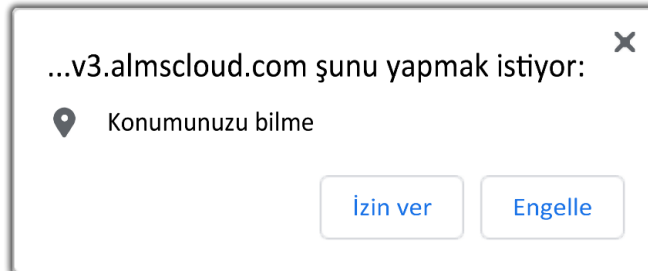 ...v3.almscloud.com şunu yapmak istiyor:
Konumunuzu bilme
İzin ver
Engelle